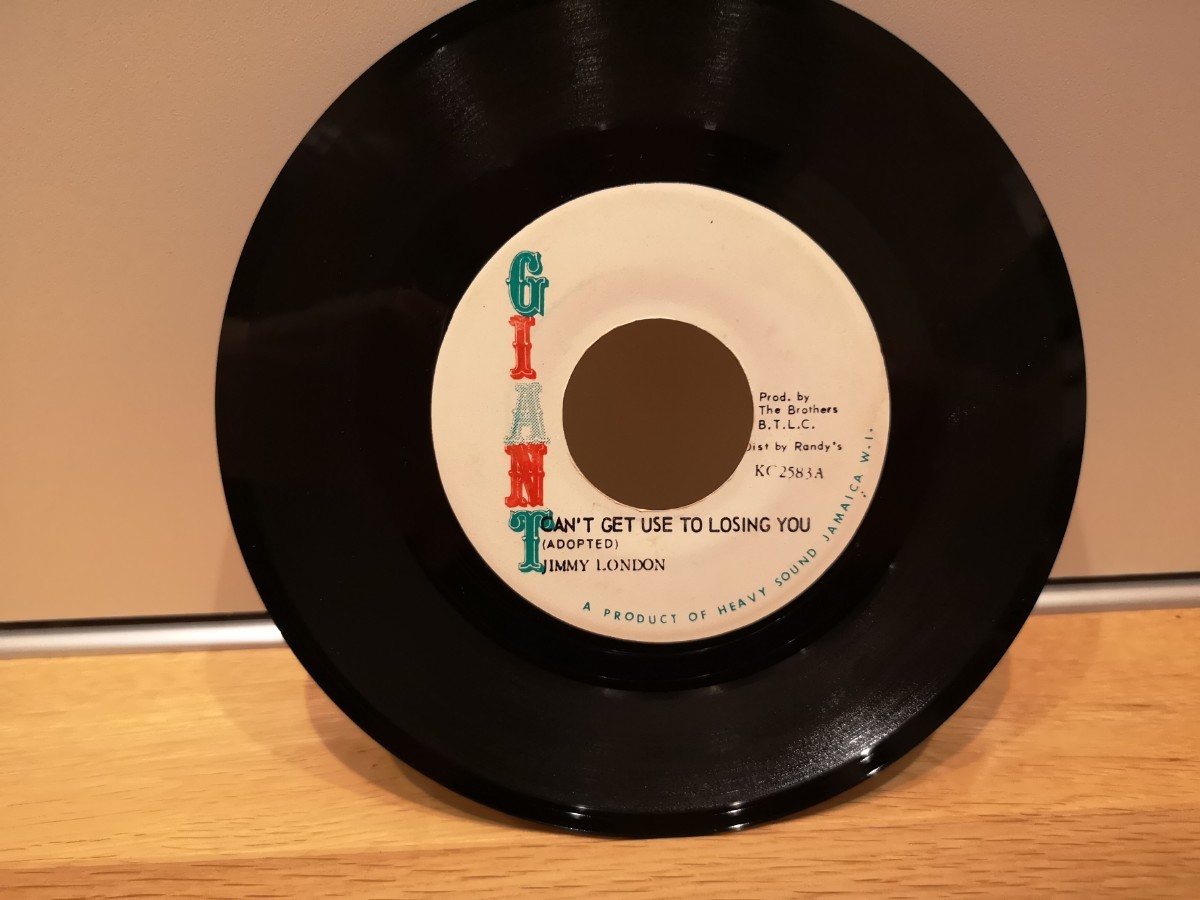 GIANT
Prod. by
The Brothers
B.T.L.C.
Dist by Randy's
KC 2583A
CAN'T GET USE TO LOSING YOU
(ADOPTED)
JIMMY LONDON
A PRODUCT OF HEAVY SOUND JAMAICA W.I.